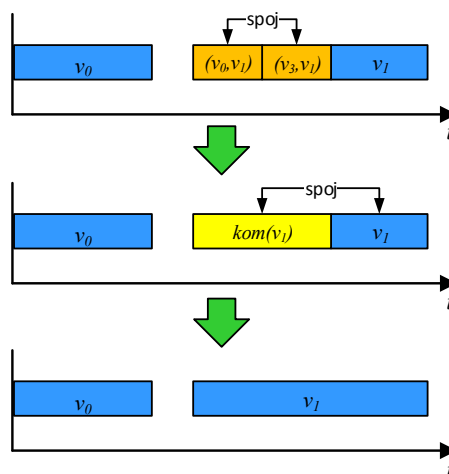 spoj
v₀ (v₀,v₁) (v₃,v₁) v₁
spoj
v₀ kom(v₁) v₁
v₀ v₁